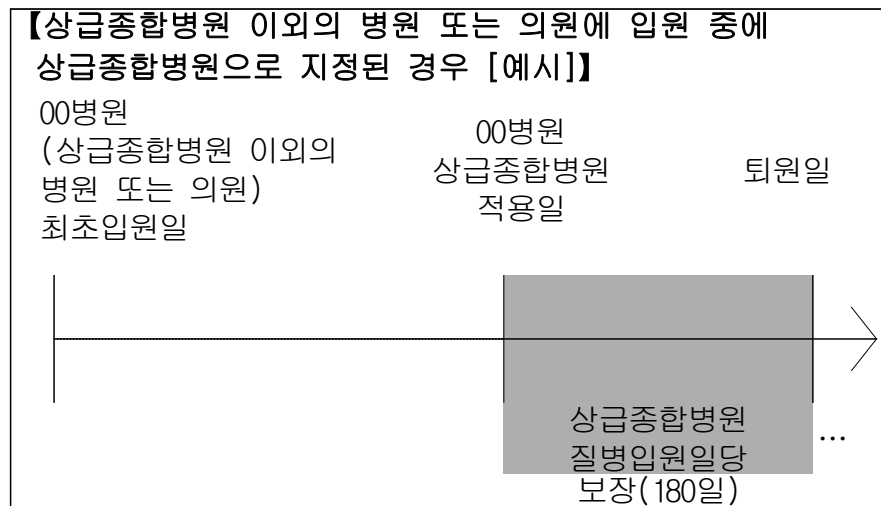 【상급종합병원 이외의 병원 또는 의원에 입원 중에
상급종합병원으로 지정된 경우 [예시]】
00병원
(상급종합병원 이외의
병원 또는 의원)
최초입원일
00병원
상급종합병원
적용일
퇴원일
상급종합병원
질병입원일당
보장(180일)
...